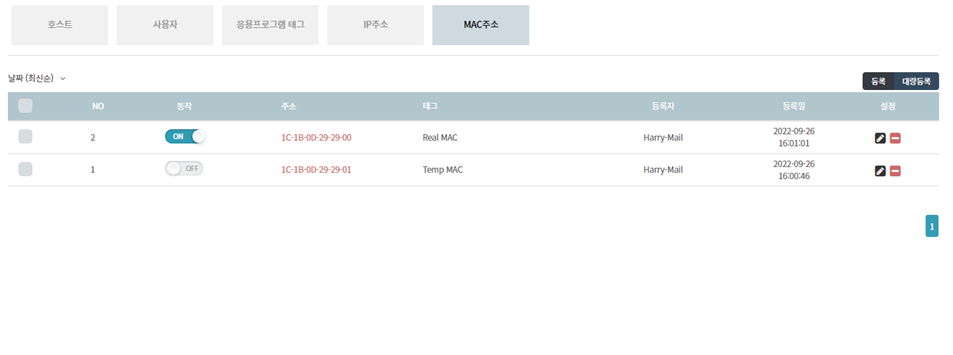 호스트 사용자 응용프로그램 태그 IP주소 MAC주소
날짜 (최신순)
등록 대량등록
NO 동작 주소 태그 등록자 등록일 설정
2 ON 1C-1B-0D-29-29-00 Real MAC Harry-Mail 2022-09-26
16:01:01
1 OFF 1C-1B-0D-29-29-01 Temp MAC Harry-Mail 2022-09-26
16:00:46
1